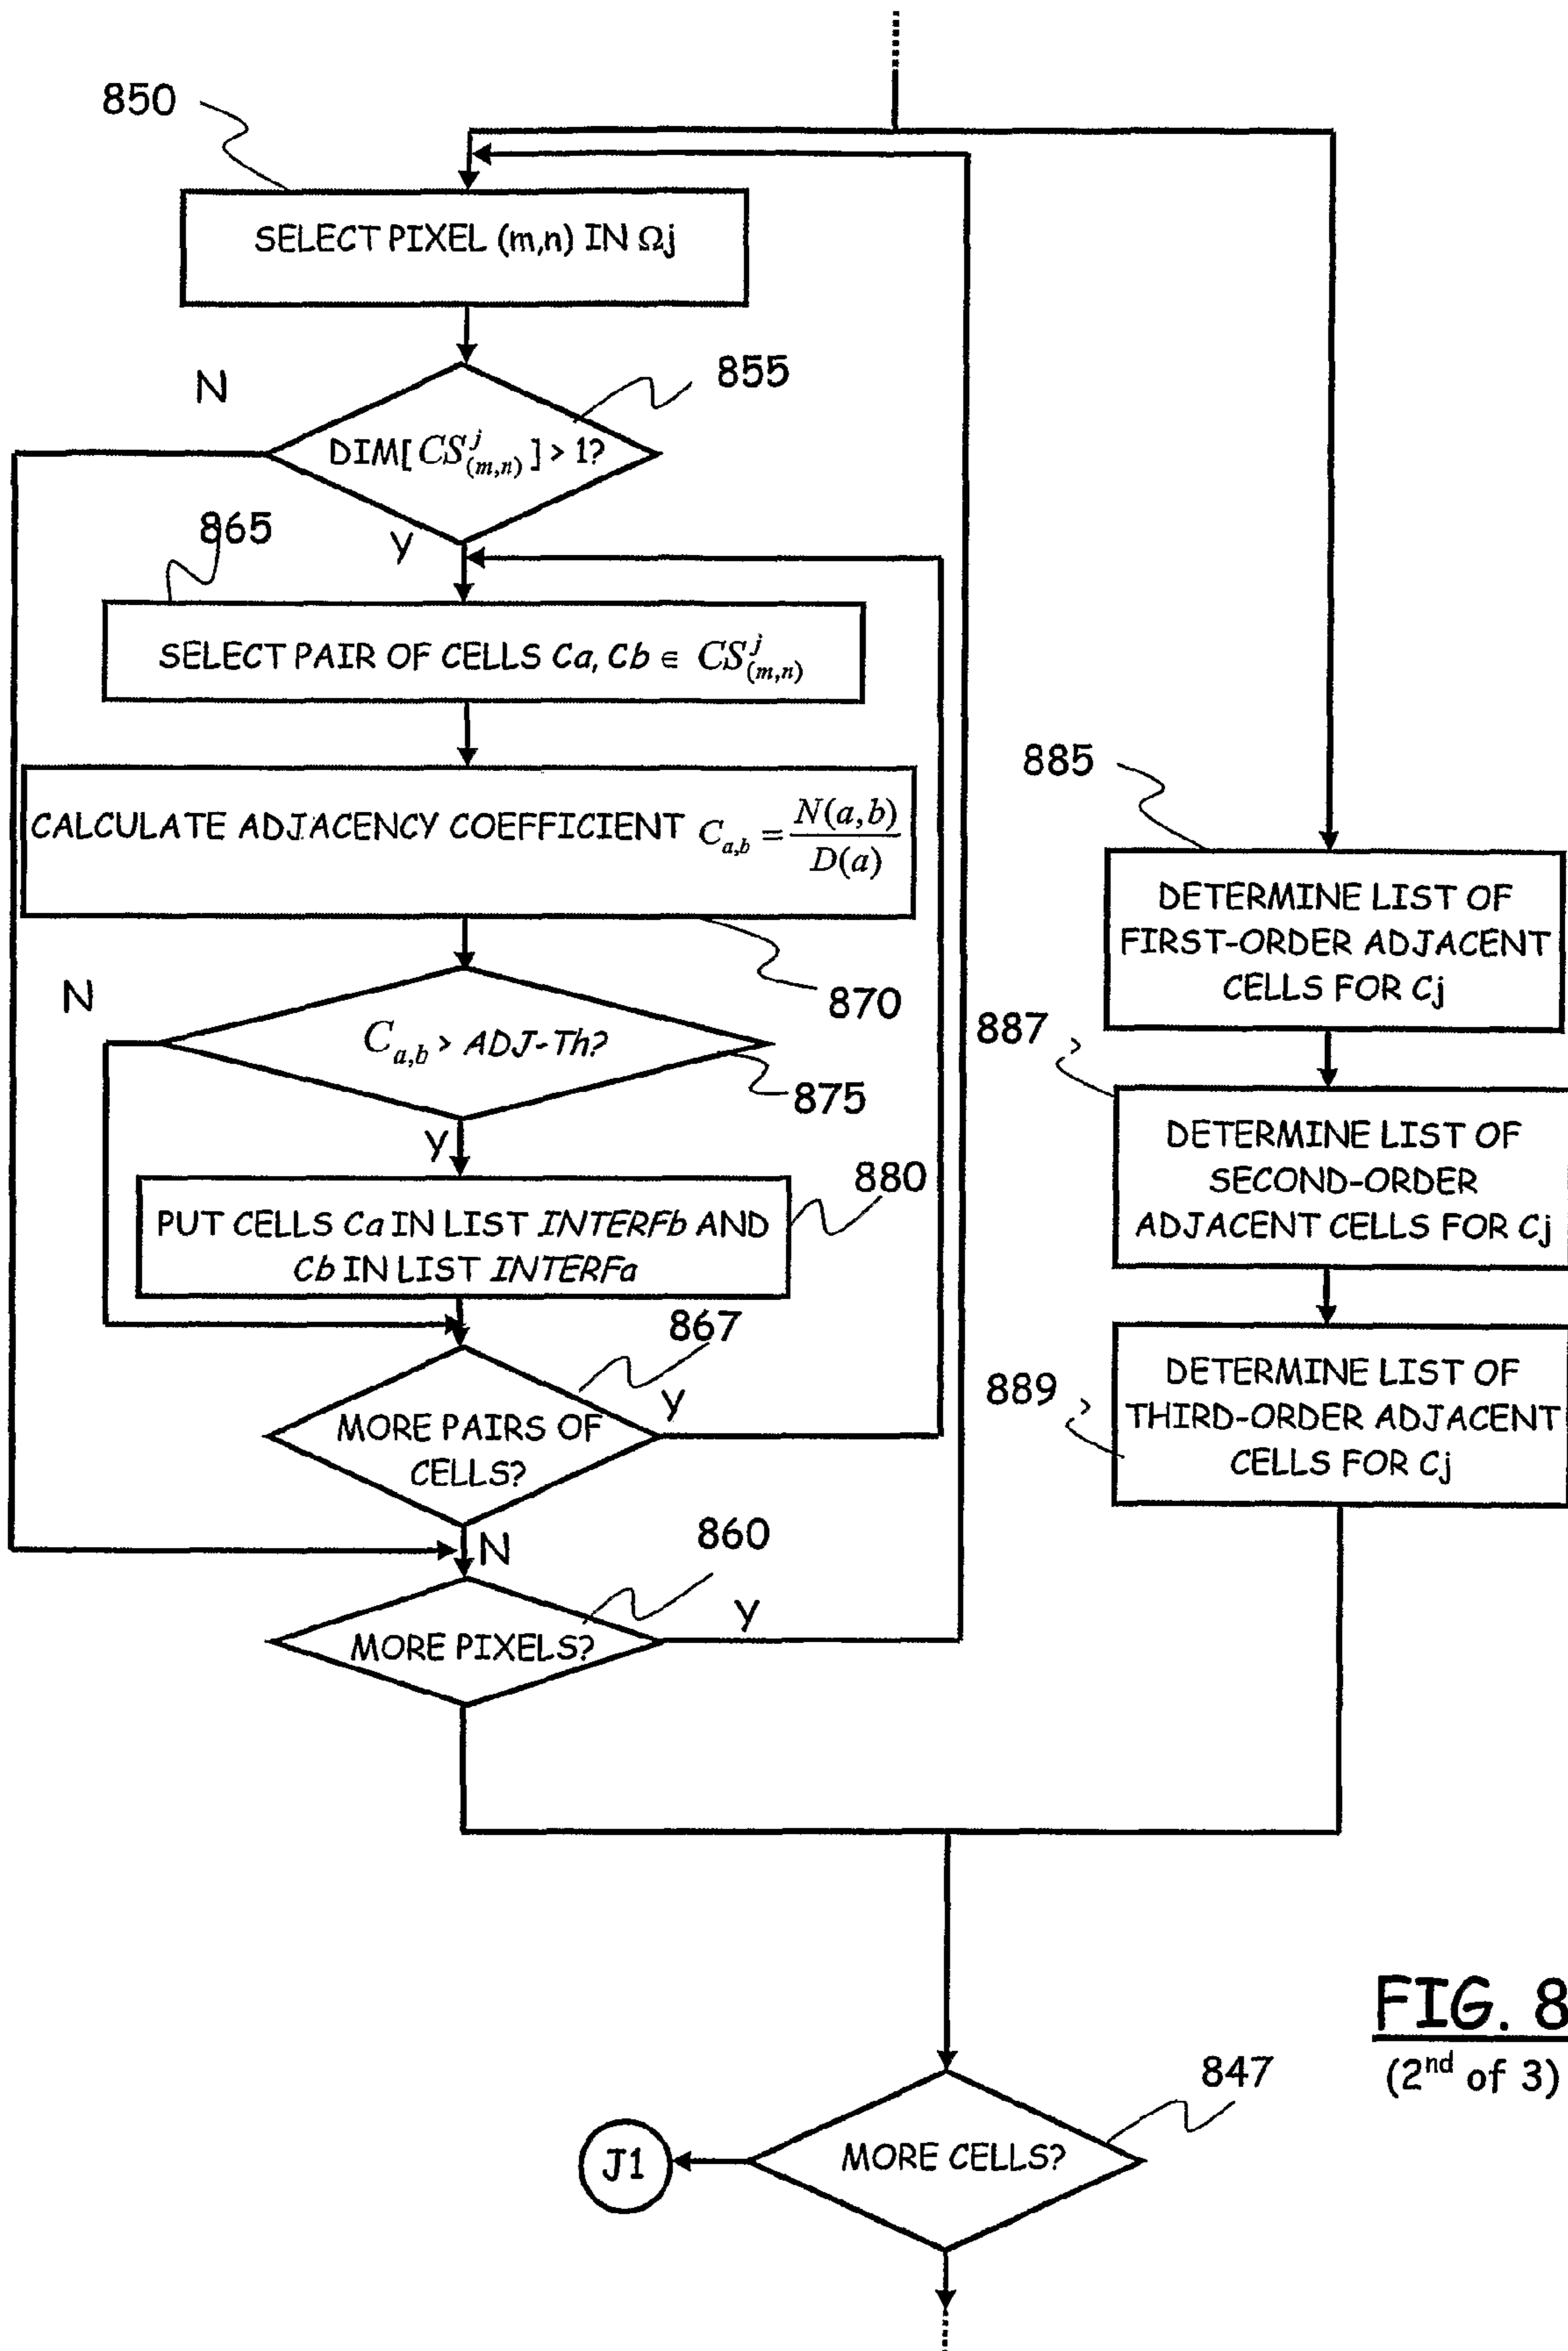 850
SELECT PIXEL (m,n) IN Ωj
N
855
DIM[ CS^j_(m,n) ] > 1?
865
Y
SELECT PAIR OF CELLS Ca, Cb ∈ CS^j_(m,n)
885
CALCULATE ADJACENCY COEFFICIENT C_a,b = N(a,b) / D(a)
DETERMINE LIST OF
FIRST-ORDER ADJACENT
CELLS FOR Cj
870
N
887
C_a,b > ADJ-Th?
875
Y
DETERMINE LIST OF
SECOND-ORDER
ADJACENT CELLS FOR Cj
880
PUT CELLS Ca IN LIST INTERFb AND
Cb IN LIST INTERFa
867
889
DETERMINE LIST OF
THIRD-ORDER ADJACENT
CELLS FOR Cj
MORE PAIRS OF
CELLS?
Y
N
860
MORE PIXELS?
Y
FIG. 8
(2nd of 3)
847
MORE CELLS?
J1